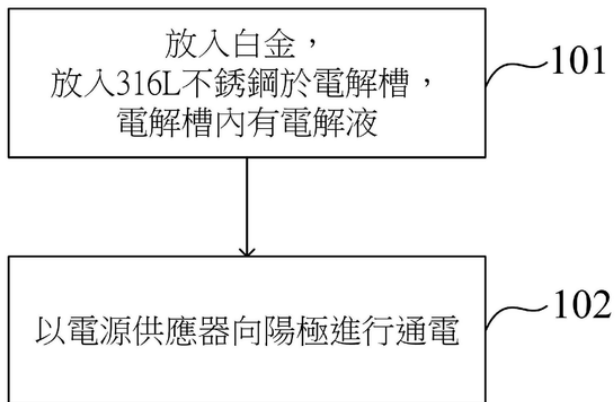 放入白金，
放入316L不銹鋼於電解槽，
電解槽內有電解液
101
以電源供應器向陽極進行通電
102